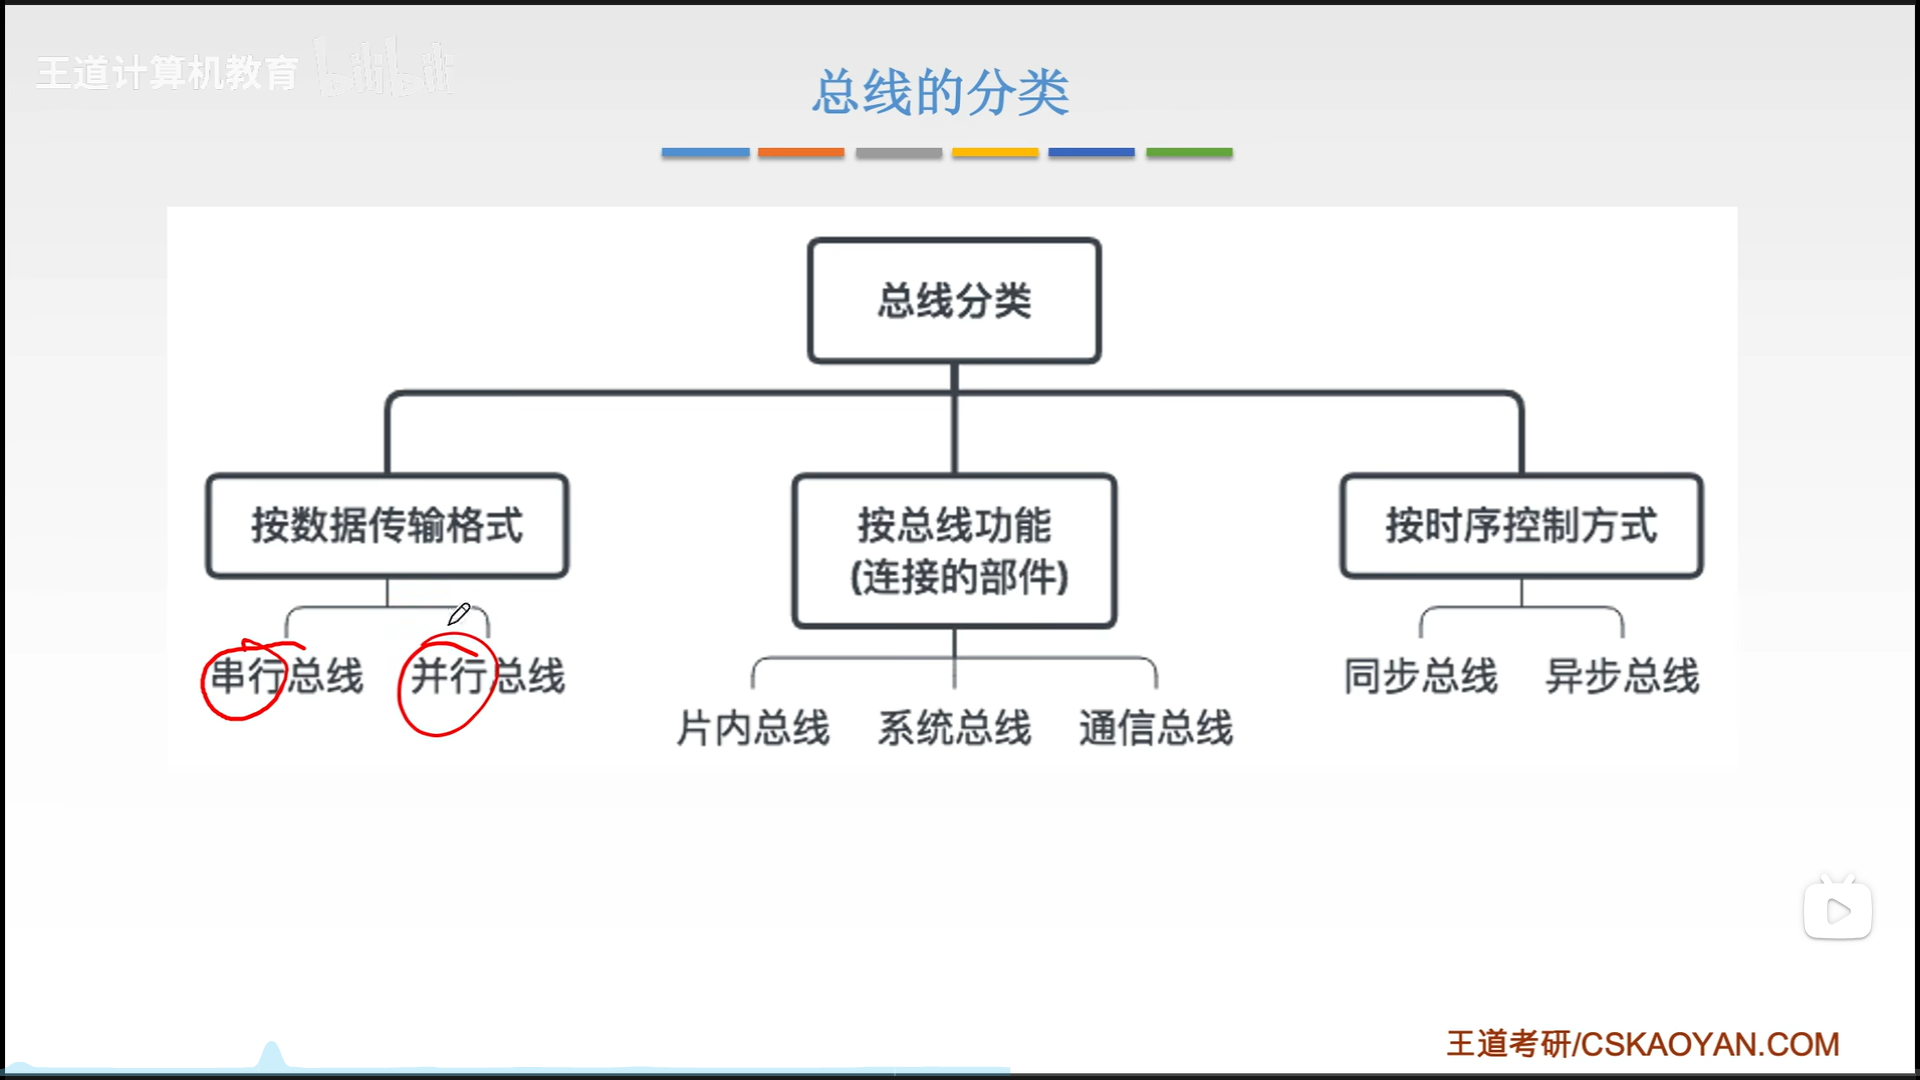 王道计算机教育 bilibili
总线的分类
总线分类
按数据传输格式
串行总线 并行总线
按总线功能
(连接的部件)
片内总线 系统总线 通信总线
按时序控制方式
同步总线 异步总线
王道考研/CSKAOYAN.COM